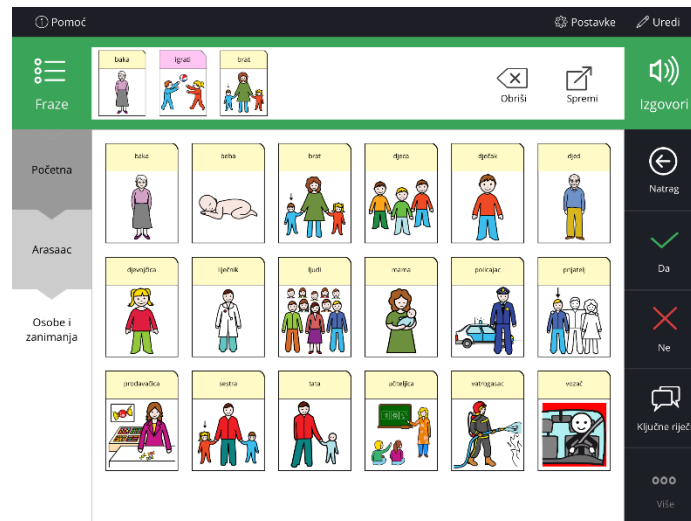 Pomoć
Postavke
Uredi
Fraze
baka
igrati
brat
Obriši
Spremi
Izgovori
Početna
Arasaac
Osobe i
zanimanja
baka
beba
brat
djeca
dječak
djed
djevojčica
liječnik
ljudi
mama
policajac
prijatelj
prodavačica
sestra
tata
učiteljica
vatrogasac
vozač
Natrag
Da
Ne
Ključne riječ
Više